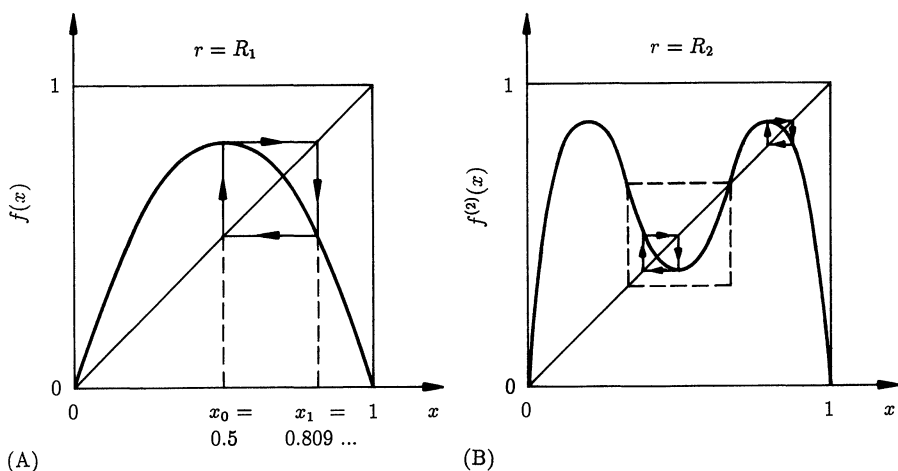 r = R₁
1
f(x)
0
0
x₀ =
0.5
x₁ =
0.809 ...
1
x
(A)
r = R₂
1
f⁽²⁾(x)
0
0
1
x
(B)